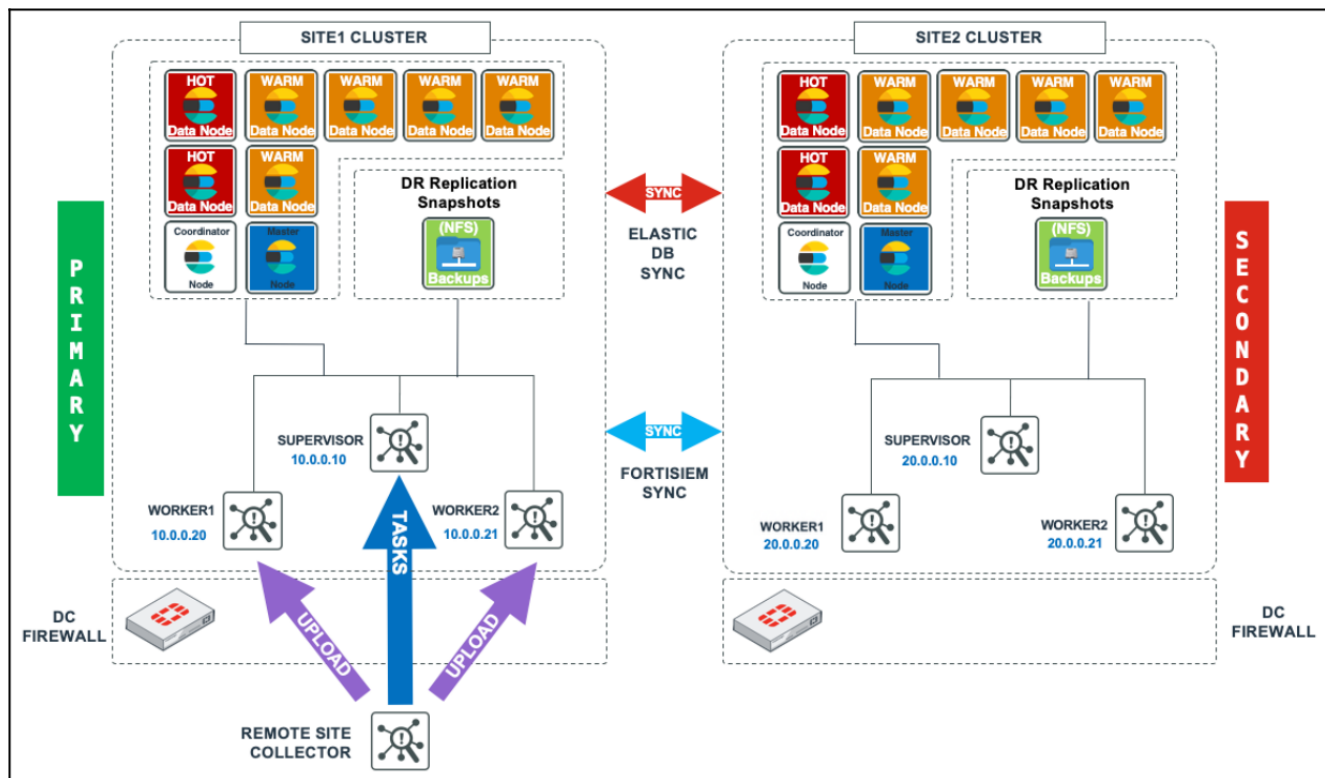 SITE1 CLUSTER
HOT
Data Node
WARM
Data Node
WARM
Data Node
WARM
Data Node
WARM
Data Node
HOT
Data Node
WARM
Data Node
Coordinator
Node
Master
Node
DR Replication
Snapshots
(NFS)
Backups
PRIMARY
SUPERVISOR
10.0.0.10
WORKER1
10.0.0.20
WORKER2
10.0.0.21
TASKS
UPLOAD
UPLOAD
DC
FIREWALL
REMOTE SITE
COLLECTOR
SYNC
ELASTIC
DB
SYNC
SYNC
FORTISIEM
SYNC
SITE2 CLUSTER
HOT
Data Node
WARM
Data Node
WARM
Data Node
WARM
Data Node
WARM
Data Node
HOT
Data Node
WARM
Data Node
Coordinator
Node
Master
Node
DR Replication
Snapshots
(NFS)
Backups
SECONDARY
SUPERVISOR
20.0.0.10
WORKER1
20.0.0.20
WORKER2
20.0.0.21
DC
FIREWALL